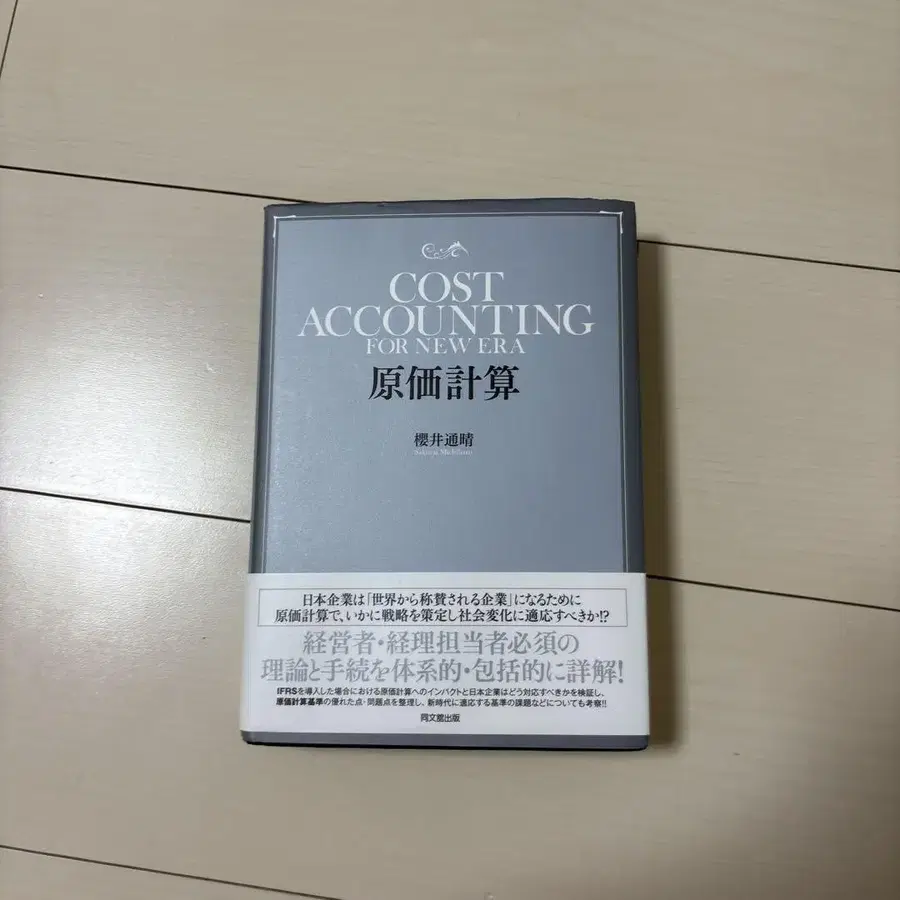 COST
ACCOUNTING
FOR NEW ERA
原価計算
櫻井通晴
Sakurai Michiharu
日本企業は「世界から称賛される企業」になるために
原価計算で、いかに戦略を策定し社会変化に適応すべきか!?
経営者・経理担当者必須の
理論と手続を体系的・包括的に詳解!
IFRSを導入した場合における原価計算へのインパクトと日本企業はどう対応すべきかを検証し、
原価計算基準の優れた点・問題点を整理し、新時代に適応する基準の課題などについても考察!!
同文舘出版